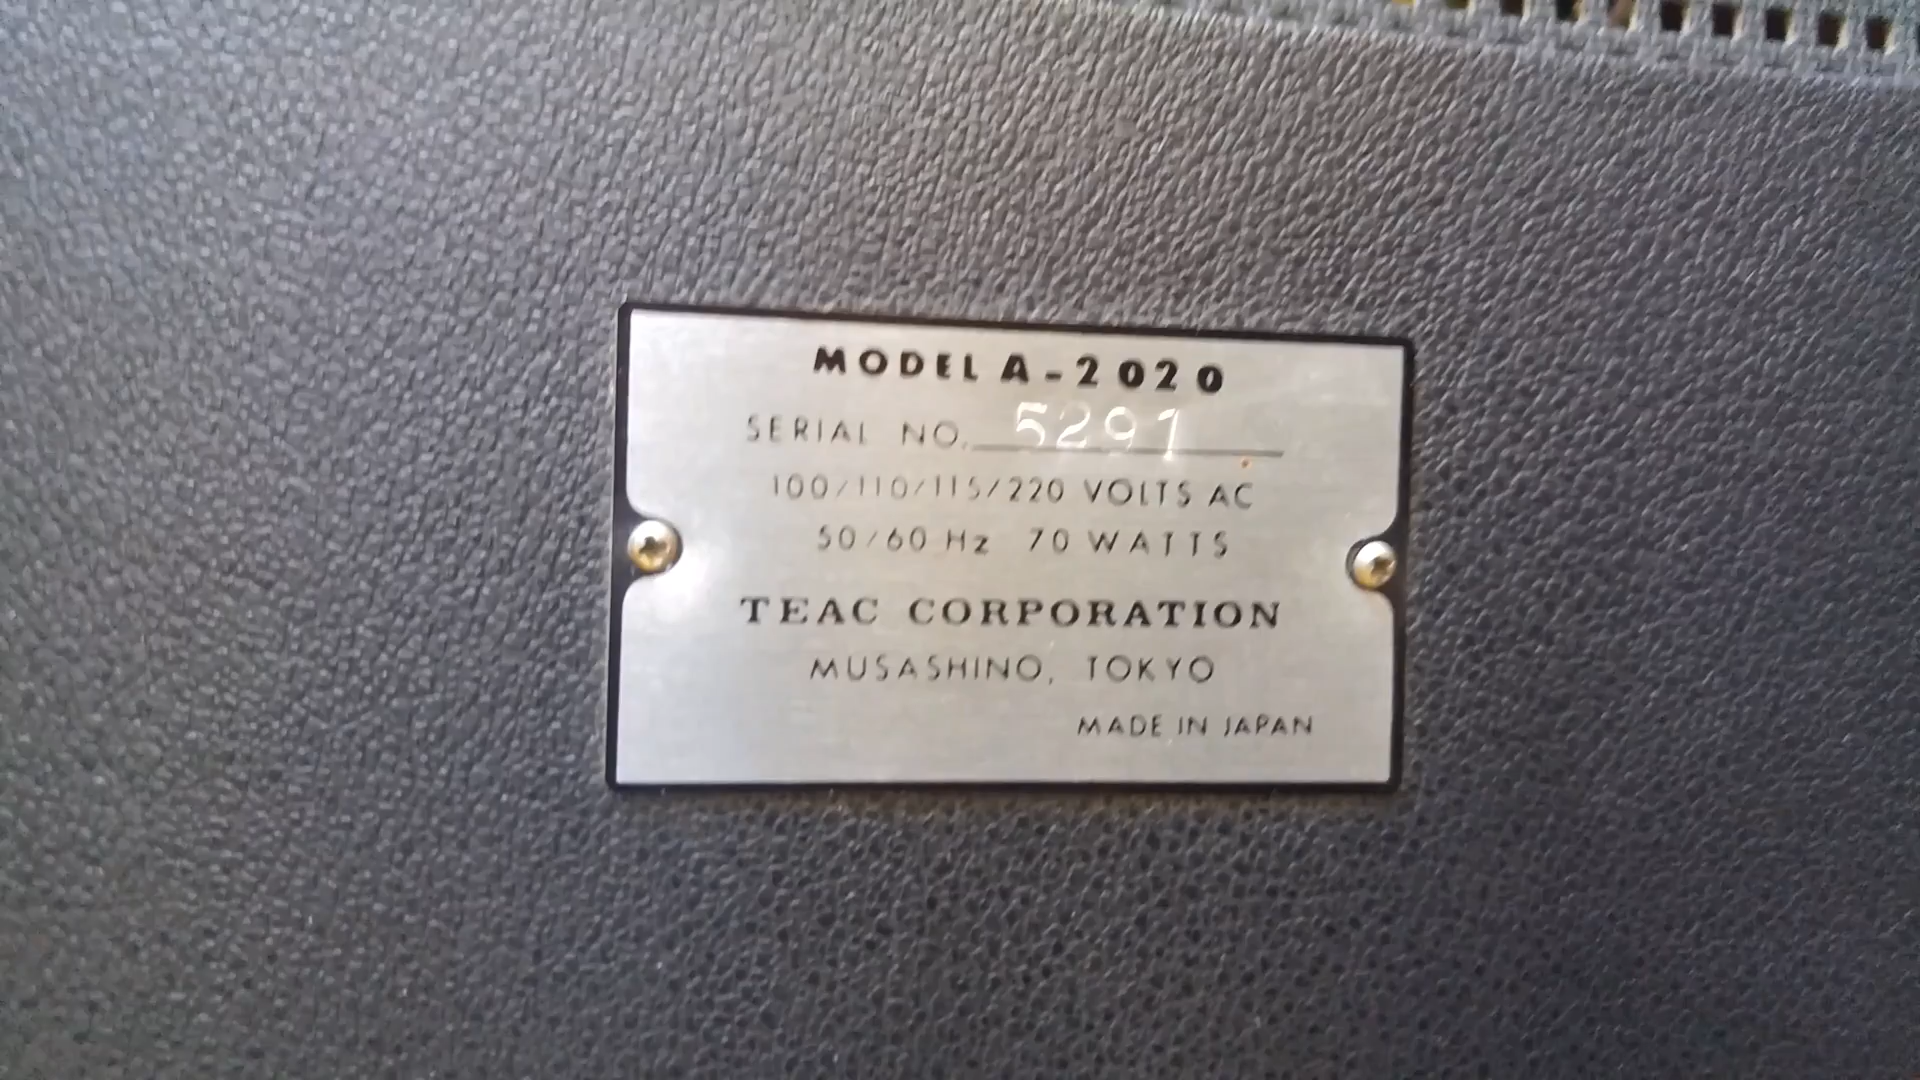 MODEL A-2020
SERIAL NO. 5291
100/110/115/220 VOLTS AC
50/60 Hz 70 WATTS
TEAC CORPORATION
MUSASHINO, TOKYO
MADE IN JAPAN